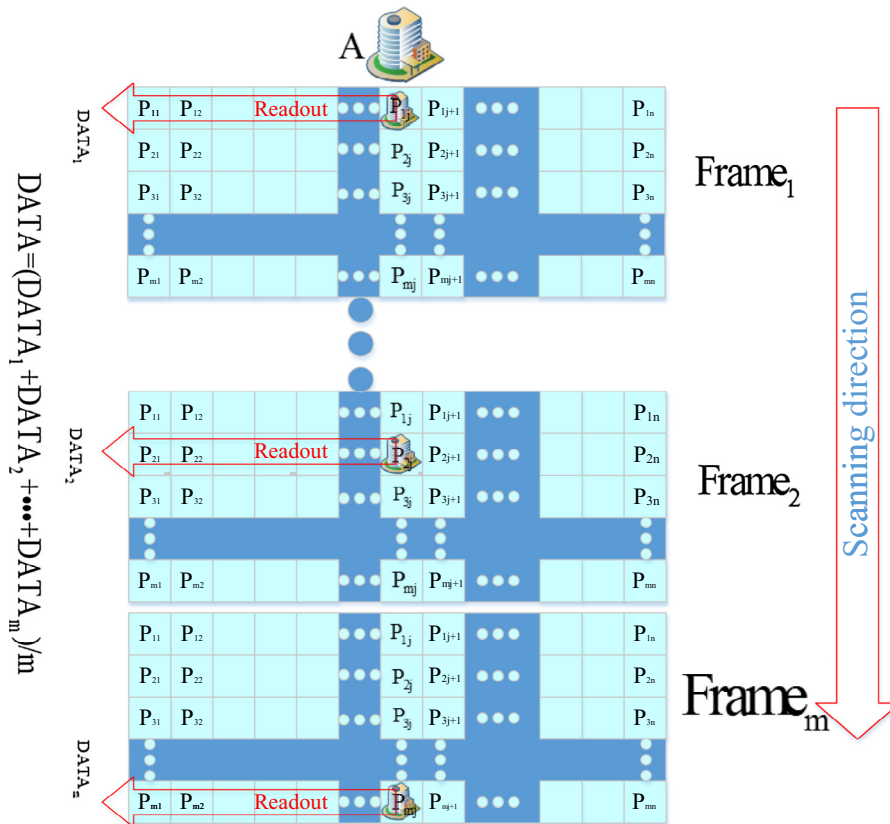 A
P11 P12 Readout P1j P1j+1 P1n
DATA1
P21 P22 P2j P2j+1 P2n
Frame1
P31 P32 P3j P3j+1 P3n
Pm1 Pm2 Pmj Pmj+1 Pmn
P11 P12 P1j P1j+1 P1n
DATA2
P21 P22 Readout P2j P2j+1 P2n
Frame2
P31 P32 P3j P3j+1 P3n
Pm1 Pm2 Pmj Pmj+1 Pmn
P11 P12 P1j P1j+1 P1n
P21 P22 P2j P2j+1 P2n
Framem
P31 P32 P3j P3j+1 P3n
DATAm
Pm1 Pm2 Readout Pmj Pmj+1 Pmn
DATA=(DATA1+DATA2+•••+DATAm)/m
Scanning direction